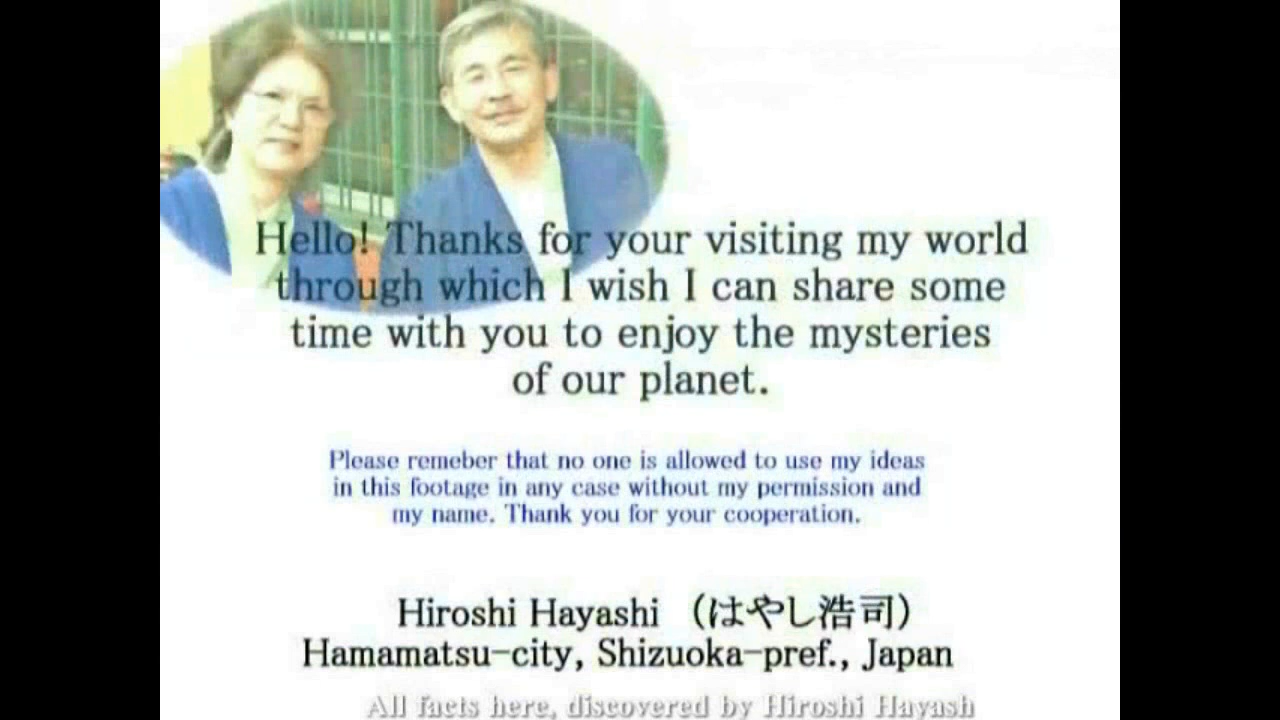 Hello! Thanks for your visiting my world
through which I wish I can share some
time with you to enjoy the mysteries
of our planet.
Please remeber that no one is allowed to use my ideas
in this footage in any case without my permission and
my name. Thank you for your cooperation.
Hiroshi Hayashi （はやし浩司）
Hamamatsu-city, Shizuoka-pref., Japan
All facts here, discovered by Hiroshi Hayash